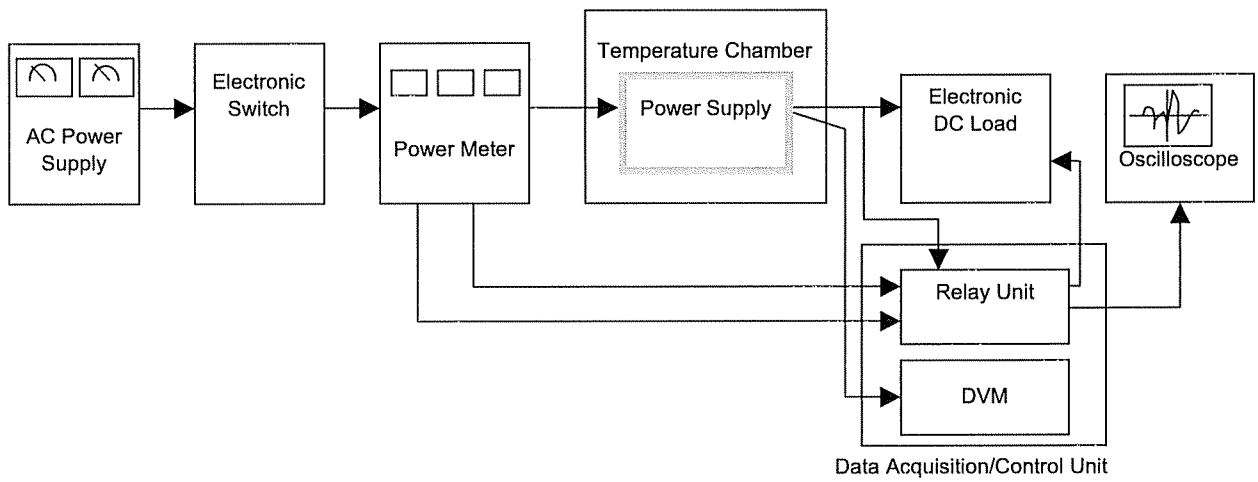 AC Power
Supply
Electronic
Switch
Power Meter
Temperature Chamber
Power Supply
Electronic
DC Load
Oscilloscope
Relay Unit
DVM
Data Acquisition/Control Unit